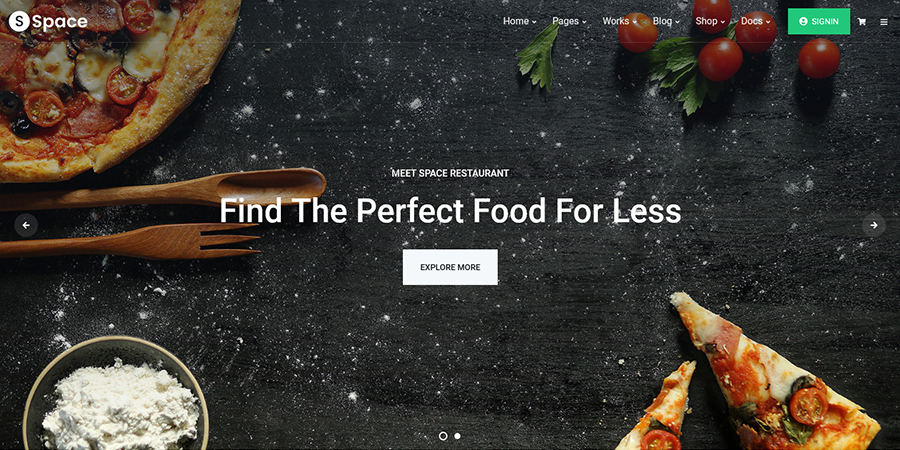 S Space
Home Pages Works Blog Shop Docs SIGNIN
MEET SPACE RESTAURANT
Find The Perfect Food For Less
EXPLORE MORE